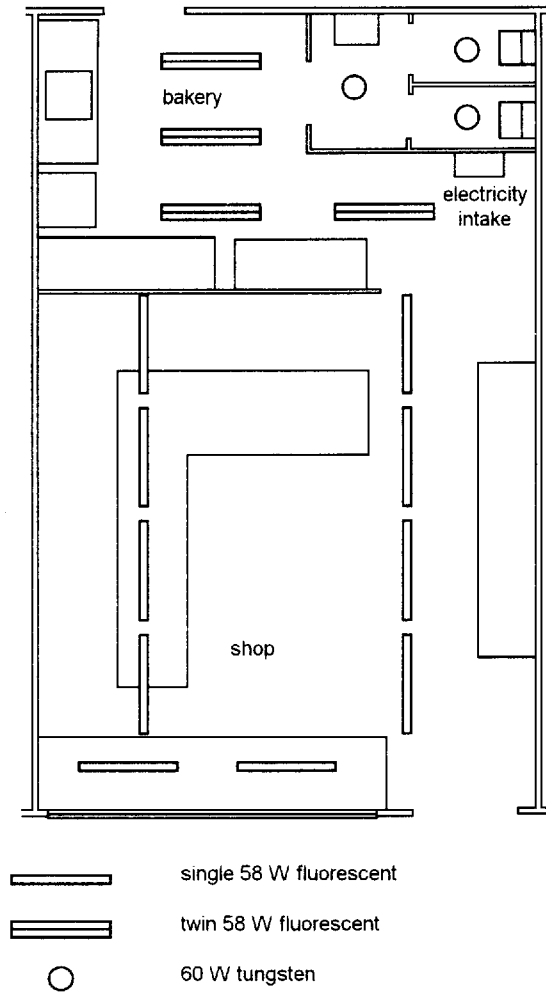 bakery
electricity
intake
shop
single 58 W fluorescent
twin 58 W fluorescent
60 W tungsten